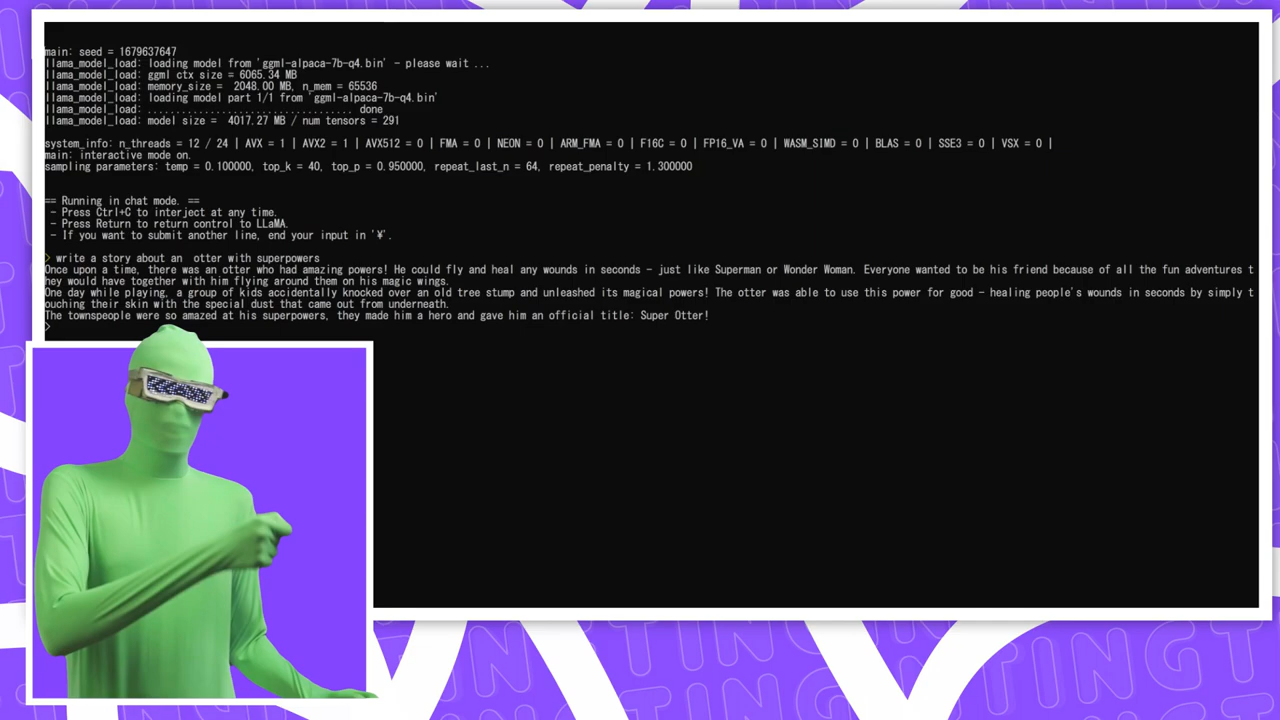 main: seed = 1679637647
llama_model_load: loading model from 'ggml-alpaca-7b-q4.bin' - please wait ...
llama_model_load: ggml ctx size = 6065.34 MB
llama_model_load: memory_size =  2048.00 MB, n_mem = 65536
llama_model_load: loading model part 1/1 from 'ggml-alpaca-7b-q4.bin'
llama_model_load: .................................... done
llama_model_load: model size =  4017.27 MB / num tensors = 291
system_info: n_threads = 12 / 24 | AVX = 1 | AVX2 = 1 | AVX512 = 0 | FMA = 0 | NEON = 0 | ARM_FMA = 0 | F16C = 0 | FP16_VA = 0 | WASM_SIMD = 0 | BLAS = 0 | SSE3 = 0 | VSX = 0 |
main: interactive mode on.
sampling parameters: temp = 0.100000, top_k = 40, top_p = 0.950000, repeat_last_n = 64, repeat_penalty = 1.300000
== Running in chat mode. ==
- Press Ctrl+C to interject at any time.
- Press Return to return control to LLaMA.
- If you want to submit another line, end your input in '¥'.
> write a story about an  otter with superpowers
Once upon a time, there was an otter who had amazing powers! He could fly and heal any wounds in seconds - just like Superman or Wonder Woman. Everyone wanted to be his friend because of all the fun adventures t
hey would have together with him flying around them on his magic wings.
One day while playing, a group of kids accidentally knocked over an old tree stump and unleashed its magical powers! The otter was able to use this power for good - healing people's wounds in seconds by simply t
ouching their skin with the special dust that came out from underneath.
The townspeople were so amazed at his superpowers, they made him a hero and gave him an official title: Super Otter!
>